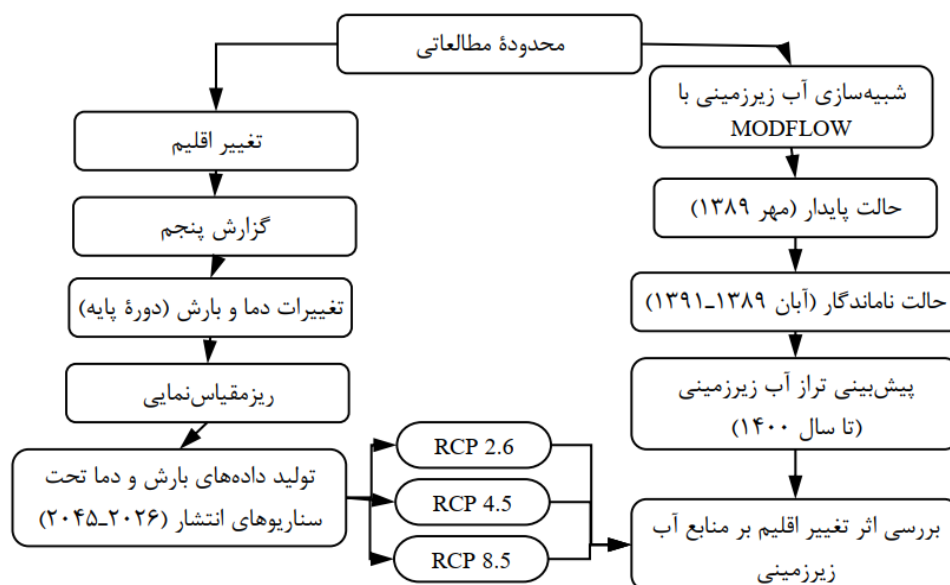 محدودهٔ مطالعاتی
شبیه‌سازی آب زیرزمینی با
MODFLOW
حالت پایدار (مهر ۱۳۸۹)
حالت ناماندگار (آبان ۱۳۸۹ـ۱۳۹۱)
پیش‌بینی تراز آب زیرزمینی
(تا سال ۱۴۰۰)
بررسی اثر تغییر اقلیم بر منابع آب
زیرزمینی
تغییر اقلیم
گزارش پنجم
تغییرات دما و بارش (دورهٔ پایه)
ریزمقیاس‌نمایی
تولید داده‌های بارش و دما تحت
سناریوهای انتشار (۲۰۲۶ـ۲۰۴۵)
RCP 2.6
RCP 4.5
RCP 8.5